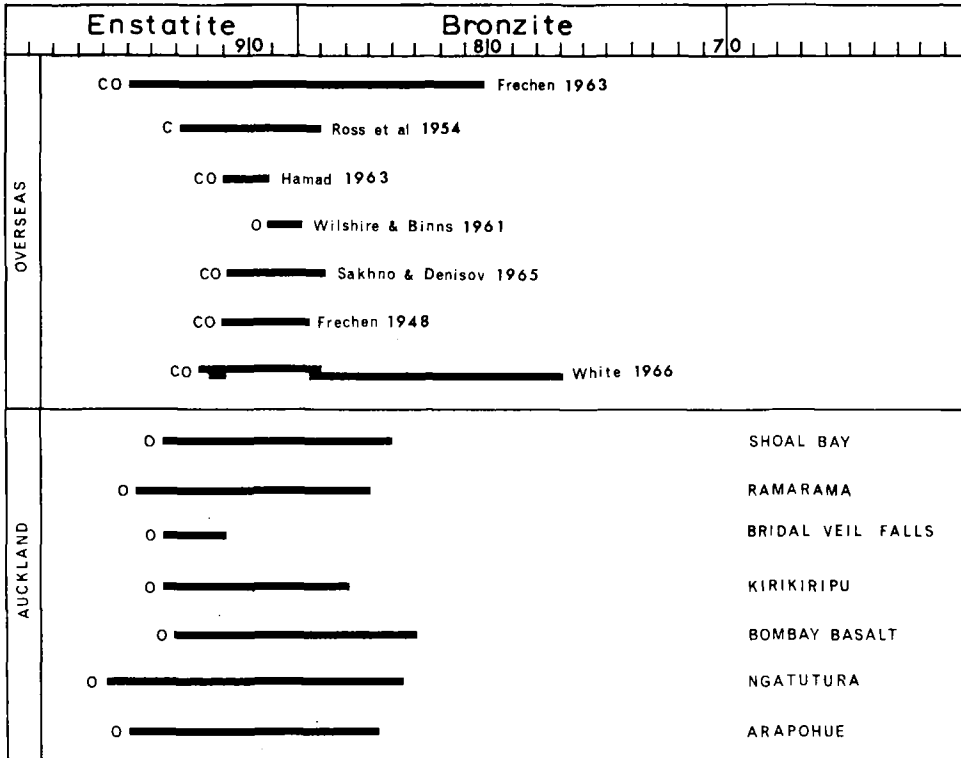 Enstatite Bronzite
90 80 70
OVERSEAS
CO Frechen 1963
C Ross et al 1954
CO Hamad 1963
O Wilshire & Binns 1961
CO Sakhno & Denisov 1965
CO Frechen 1948
CO White 1966
AUCKLAND
O SHOAL BAY
O RAMARAMA
O BRIDAL VEIL FALLS
O KIRIKIRIPU
O BOMBAY BASALT
O NGATUTURA
O ARAPOHUE